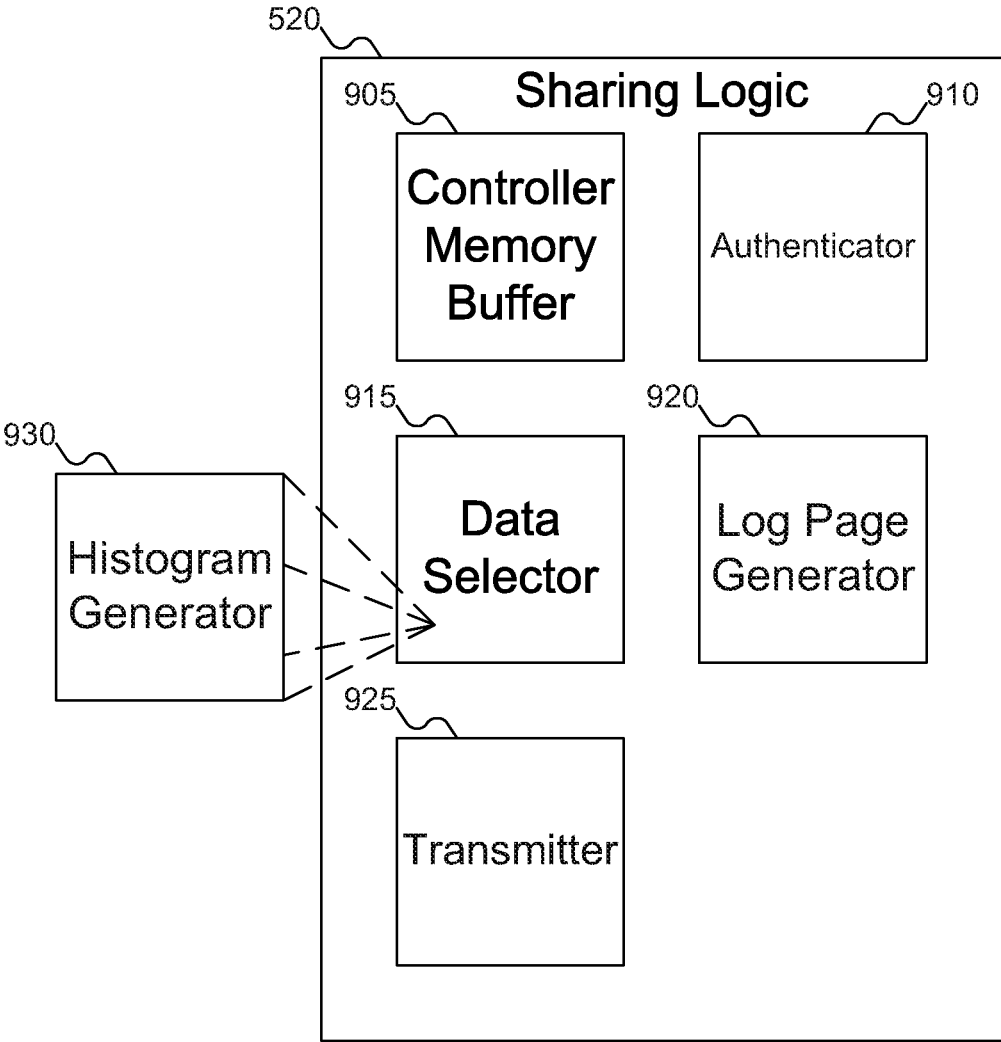 520
Sharing Logic
905
910
Controller
Memory
Buffer
Authenticator
915
920
930
Data
Selector
Log Page
Generator
Histogram
Generator
925
Transmitter